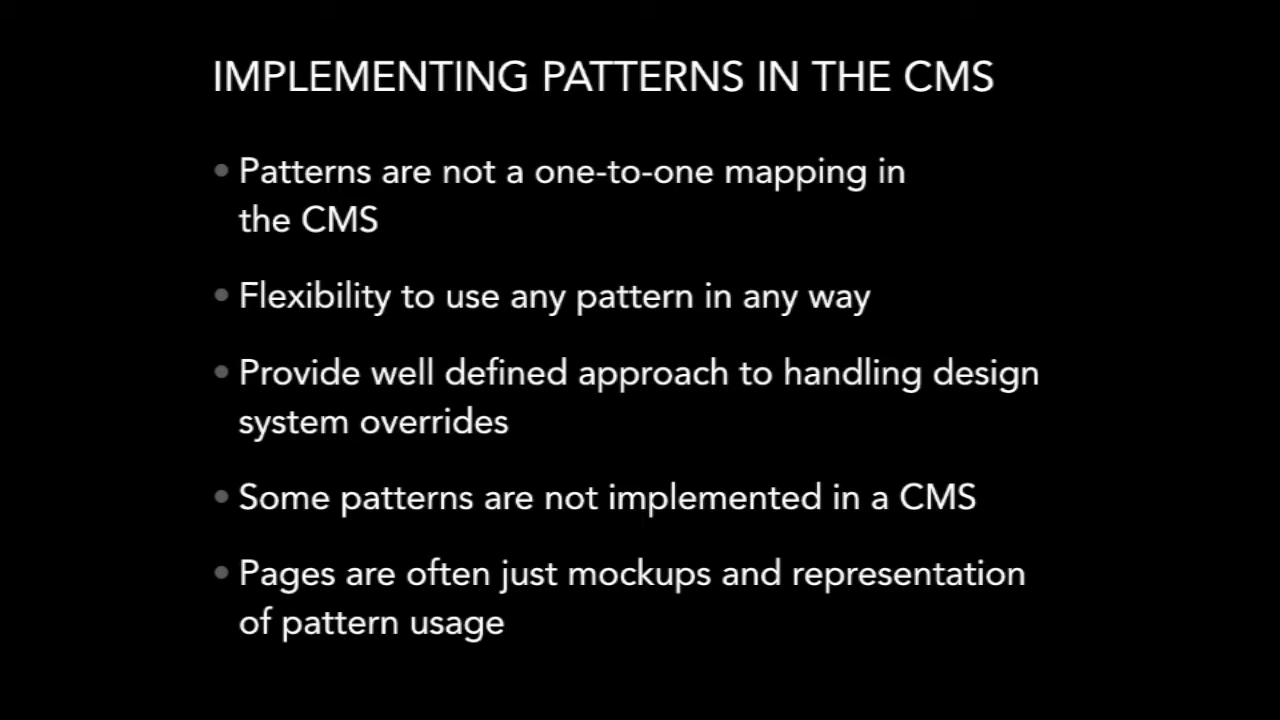 IMPLEMENTING PATTERNS IN THE CMS
• Patterns are not a one-to-one mapping in
the CMS
• Flexibility to use any pattern in any way
• Provide well defined approach to handling design
system overrides
• Some patterns are not implemented in a CMS
• Pages are often just mockups and representation
of pattern usage